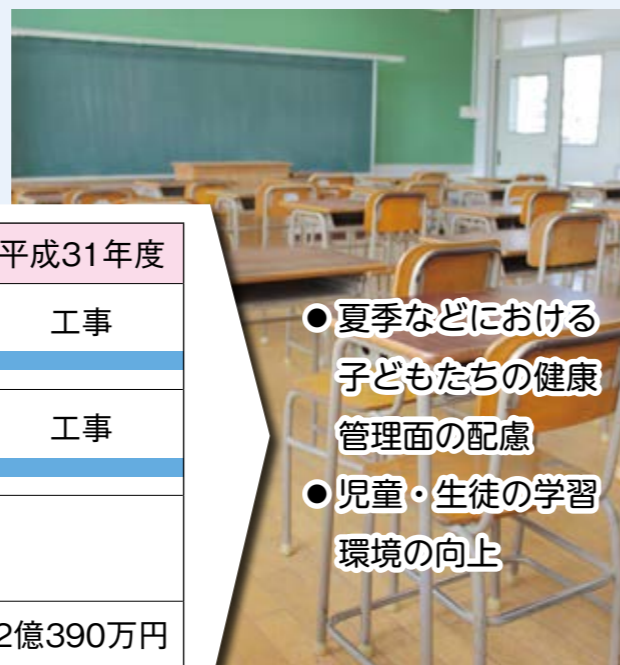 平成31年度
工事
工事
2億390万円
●夏季などにおける
子どもたちの健康
管理面の配慮
●児童・生徒の学習
環境の向上